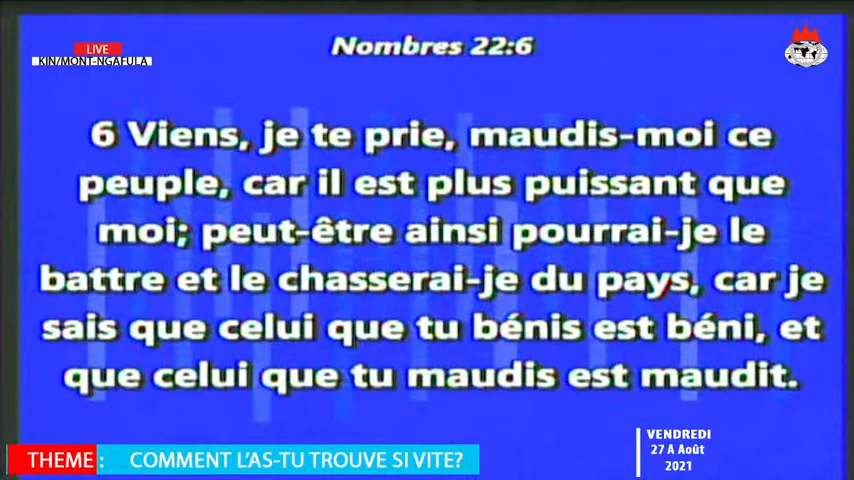 LIVE
KIN/MONT-NGAFULA
Nombres 22:6
6 Viens, je te prie, maudis-moi ce
peuple, car il est plus puissant que
moi; peut-être ainsi pourrai-je le
battre et le chasserai-je du pays, car je
sais que celui que tu bénis est béni, et
que celui que tu maudis est maudit.
THEME : COMMENT L'AS-TU TROUVE SI VITE?
VENDREDI
27 A Août
2021